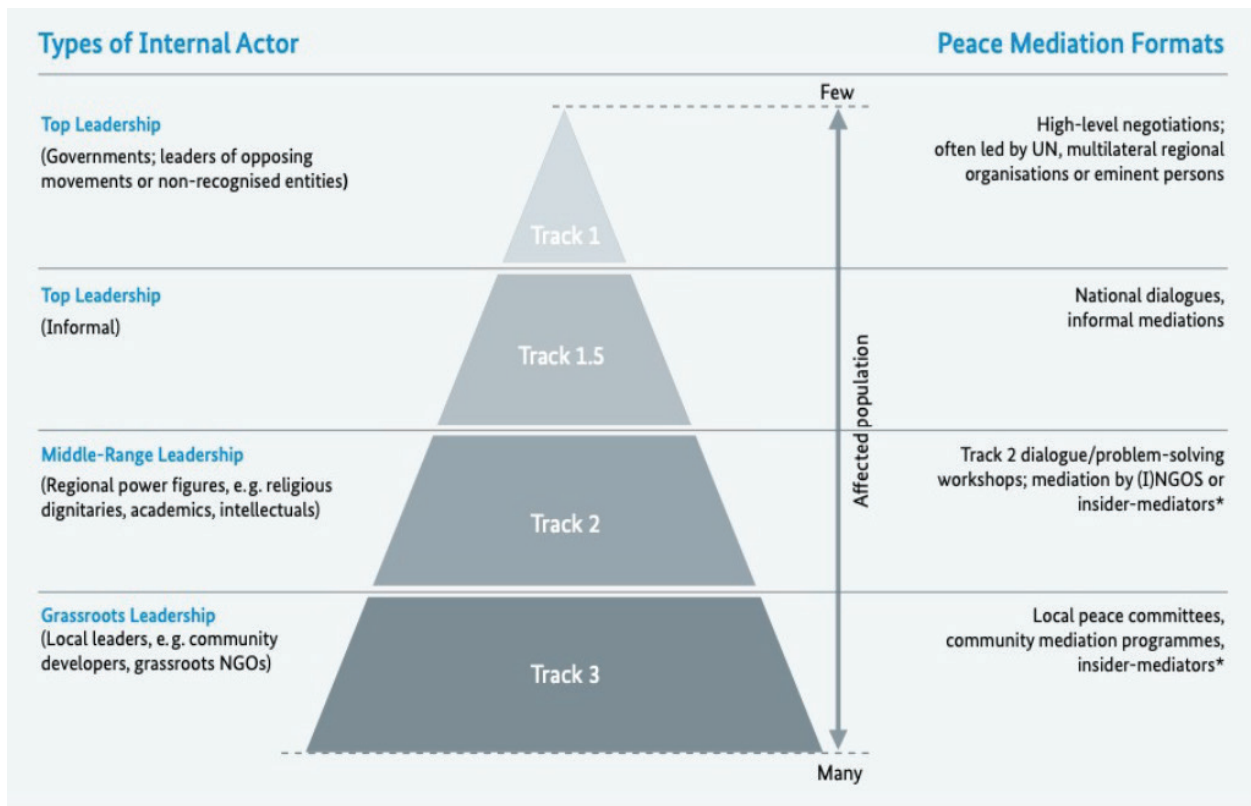 Types of Internal Actor
Peace Mediation Formats
Few
Top Leadership
(Governments; leaders of opposing
movements or non-recognised entities)
Track 1
High-level negotiations;
often led by UN, multilateral regional
organisations or eminent persons
Top Leadership
(Informal)
Track 1.5
National dialogues,
informal mediations
Affected population
Middle-Range Leadership
(Regional power figures, e. g. religious
dignitaries, academics, intellectuals)
Track 2
Track 2 dialogue/problem-solving
workshops; mediation by (I)NGOS or
insider-mediators*
Grassroots Leadership
(Local leaders, e. g. community
developers, grassroots NGOs)
Track 3
Local peace committees,
community mediation programmes,
insider-mediators*
Many